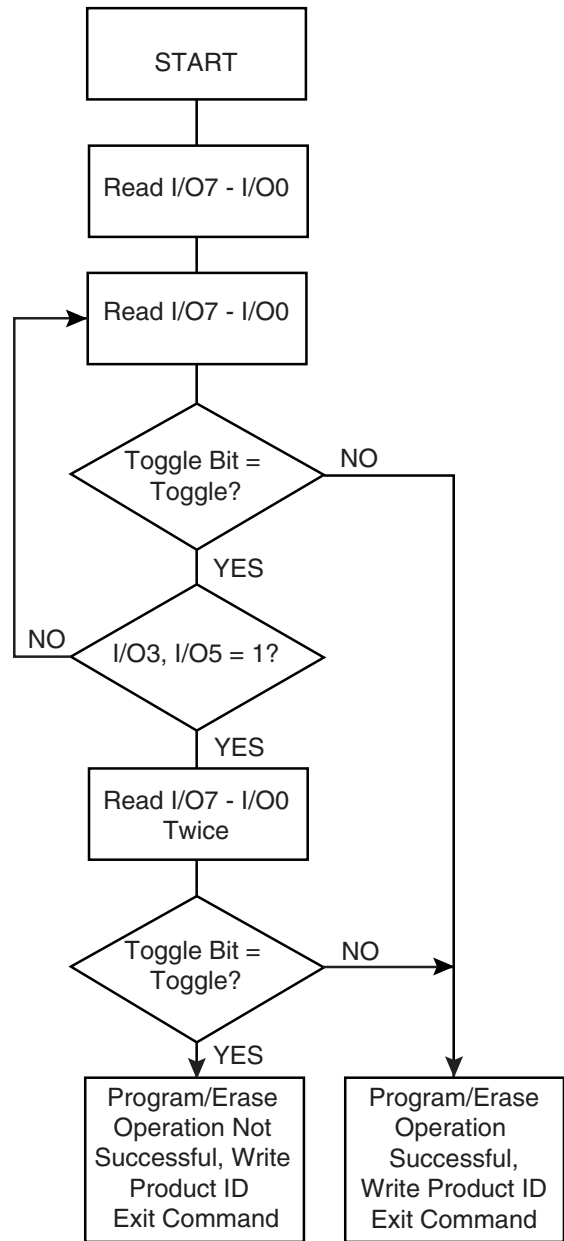 START
Read I/O7 - I/O0
Read I/O7 - I/O0
Toggle Bit =
Toggle?
NO
YES
NO
I/O3, I/O5 = 1?
YES
Read I/O7 - I/O0
Twice
Toggle Bit =
Toggle?
NO
YES
Program/Erase
Operation Not
Successful, Write
Product ID
Exit Command
Program/Erase
Operation
Successful,
Write Product ID
Exit Command